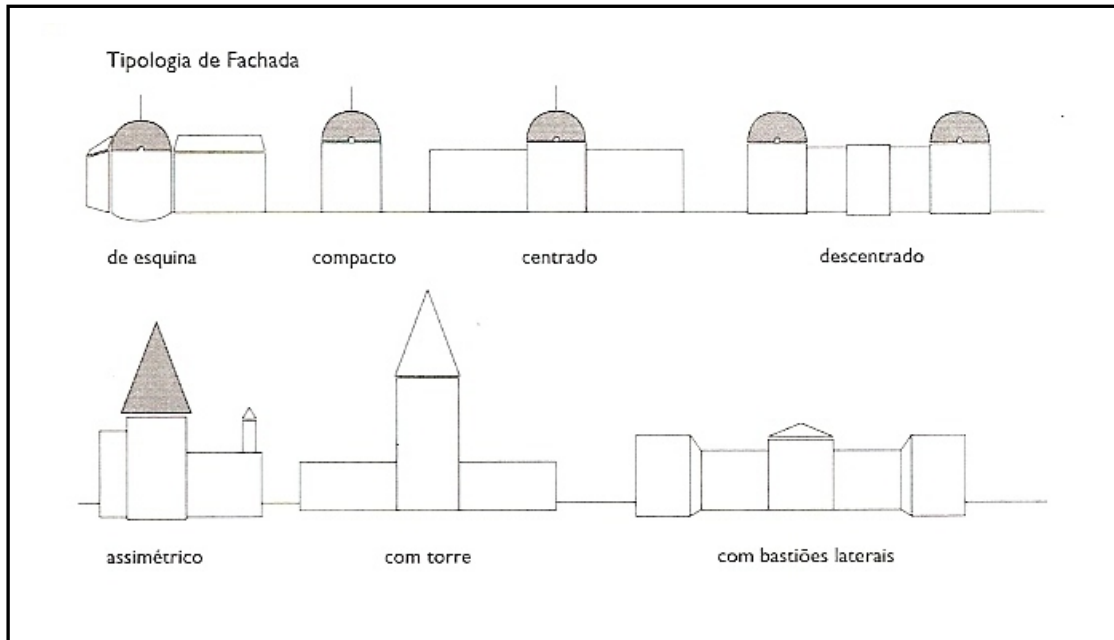 Tipologia de Fachada
de esquina
compacto
centrado
descentrado
assimétrico
com torre
com bastiões laterais